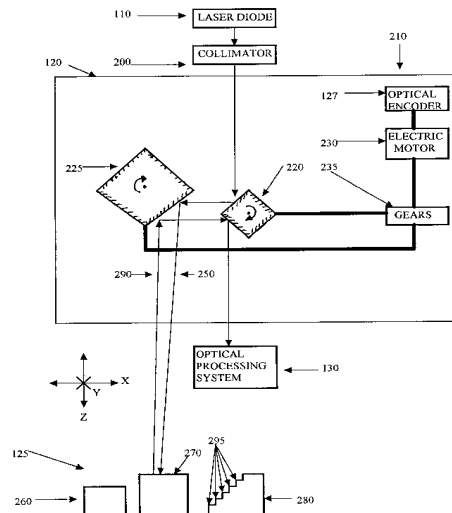 110
LASER DIODE
200
COLLIMATOR
210
120
127
OPTICAL
ENCODER
225
230
ELECTRIC
MOTOR
220
235
GEARS
290
250
OPTICAL
PROCESSING
SYSTEM
130
X
Y
Z
125
270
295
260
280